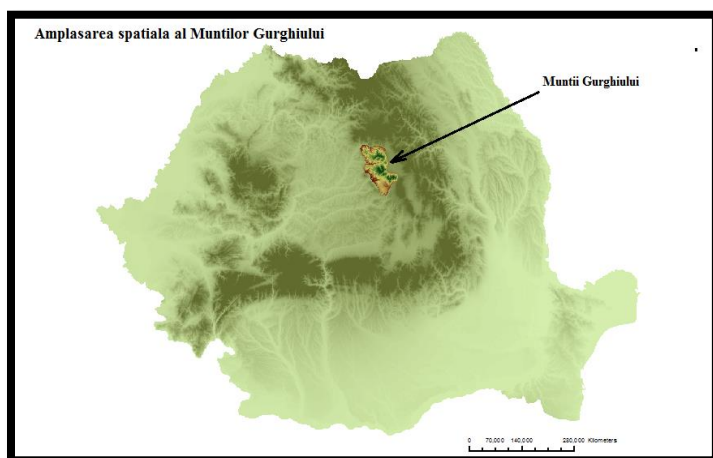 Amplasarea spatiala al Muntilor Gurghiului
Muntii Gurghiului
0 70,000 140,000 280,000 Kilometers